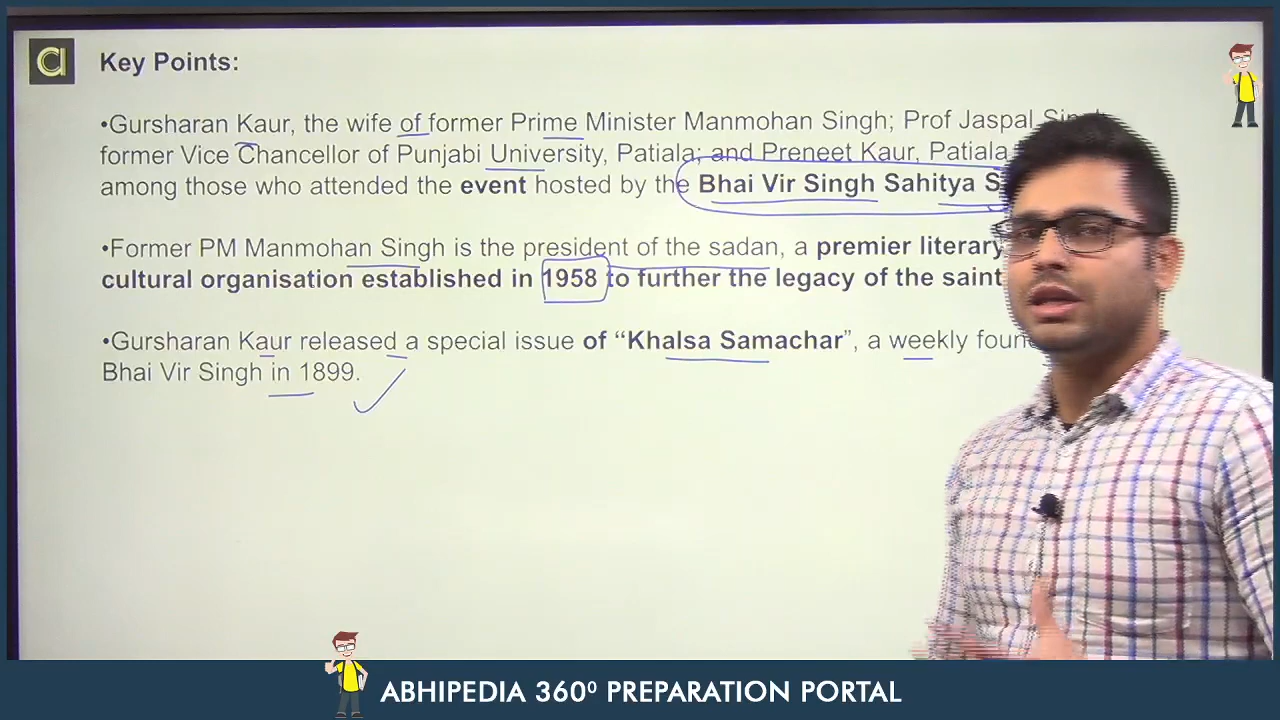 Key Points:
•Gursharan Kaur, the wife of former Prime Minister Manmohan Singh; Prof Jaspal
former Vice Chancellor of Punjabi University, Patiala; and Preneet Kaur, Patiala
among those who attended the event hosted by the Bhai Vir Singh Sahitya
•Former PM Manmohan Singh is the president of the sadan, a premier literary
cultural organisation established in 1958 to further the legacy of the saint
•Gursharan Kaur released a special issue of “Khalsa Samachar”, a weekly
Bhai Vir Singh in 1899.
ABHIPEDIA 360⁰ PREPARATION PORTAL